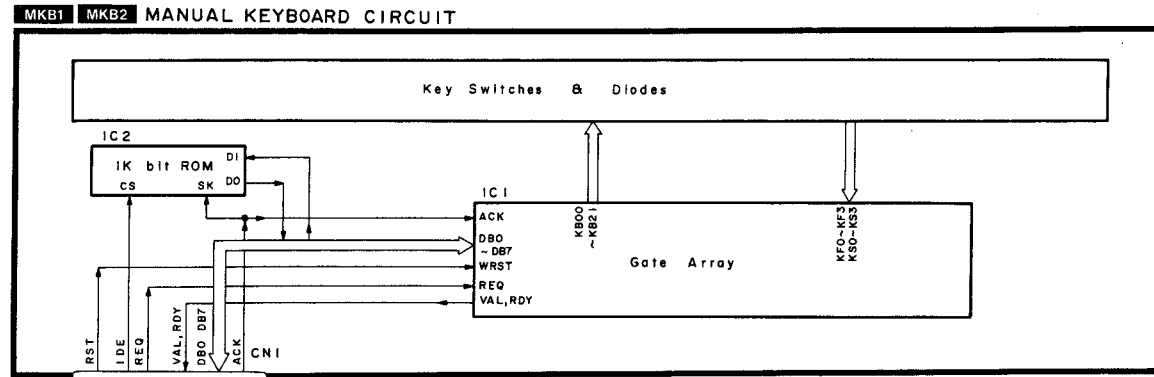 MKB1 MKB2 MANUAL KEYBOARD CIRCUIT
Key Switches & Diodes
IC2
1K bit ROM
DI
DO
CS
SK
IC1
ACK
DB0
~DB7
WRST
REQ
VAL,RDY
KB00
~KB21
KF0~KF3
KS0~KS3
Gate Array
RST
IDE
REQ
VAL,RDY
DB0 DB7
ACK
CN1